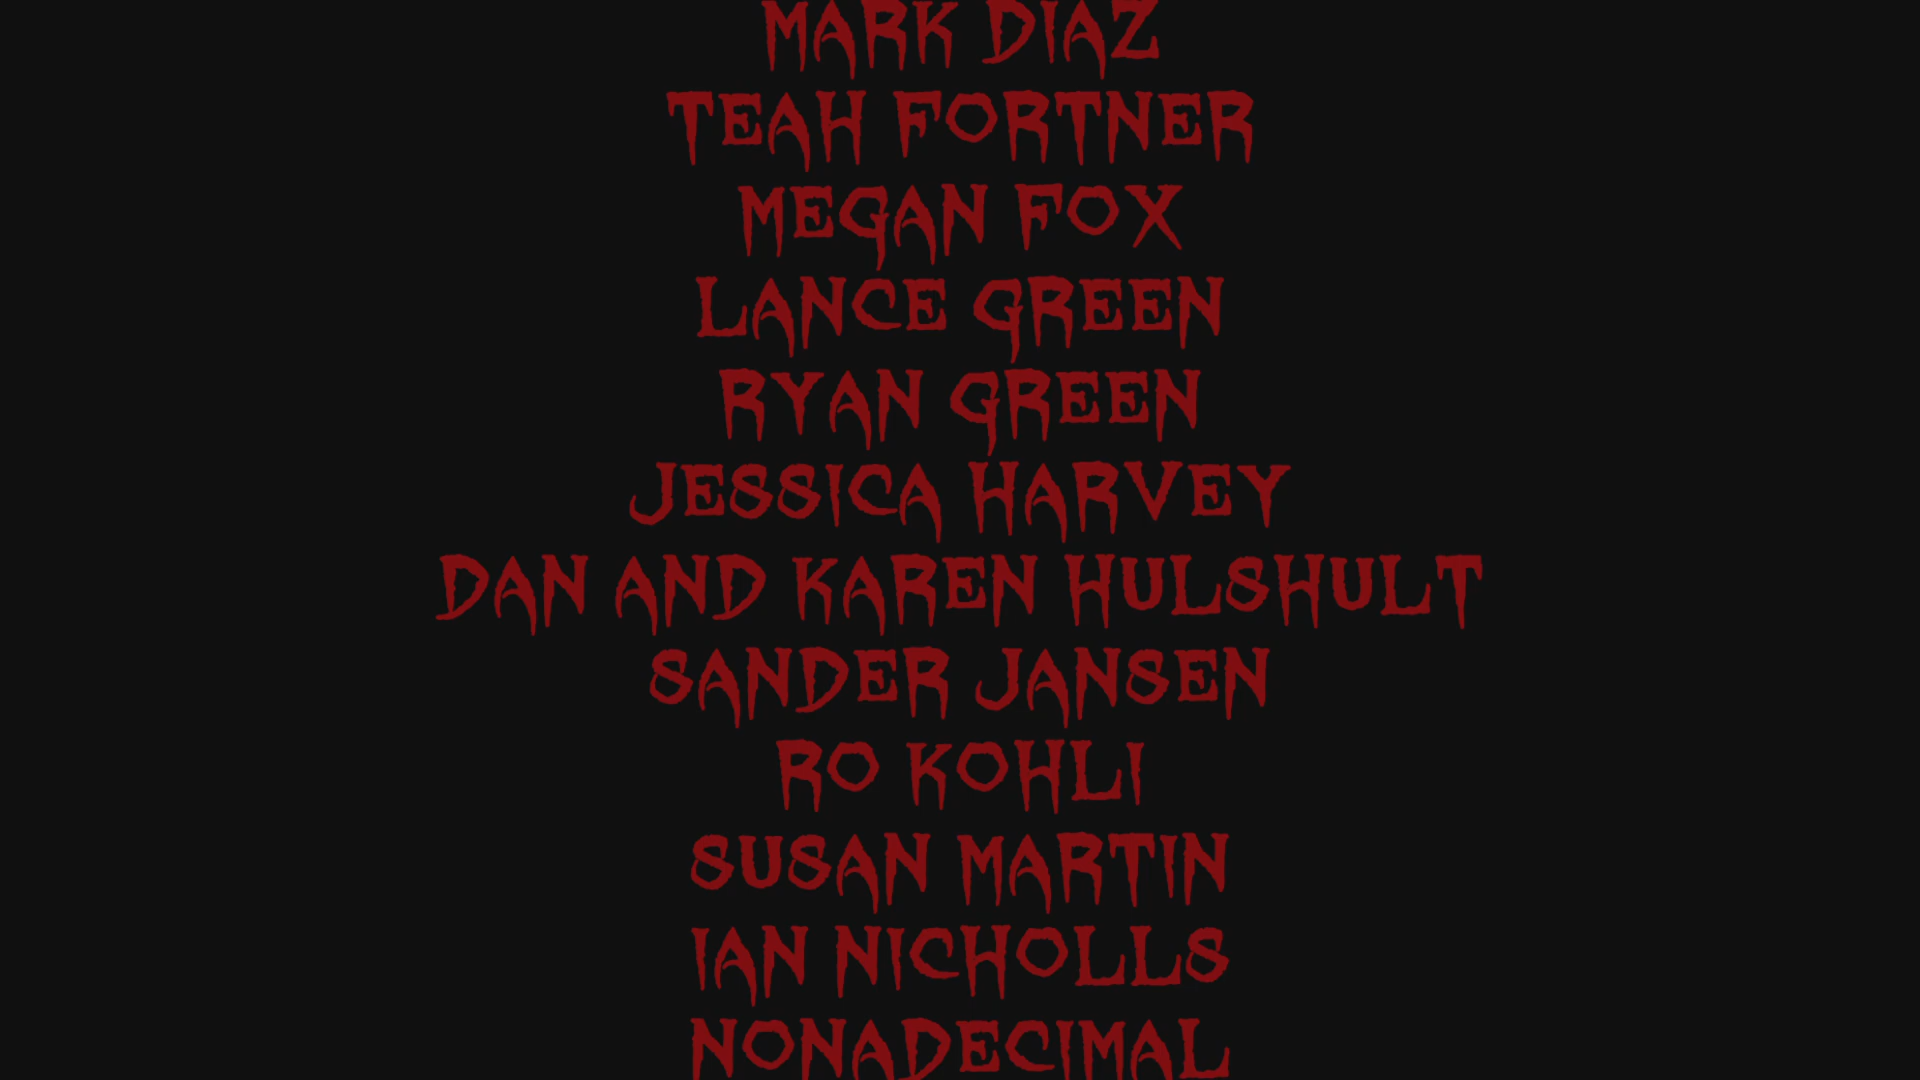 MARK DIAZ
TEAH FORTNER
MEGAN FOX
LANCE GREEN
RYAN GREEN
JESSICA HARVEY
DAN AND KAREN HULSHULT
SANDER JANSEN
RO KOHLI
SUSAN MARTIN
IAN NICHOLLS
NONADECIMAL